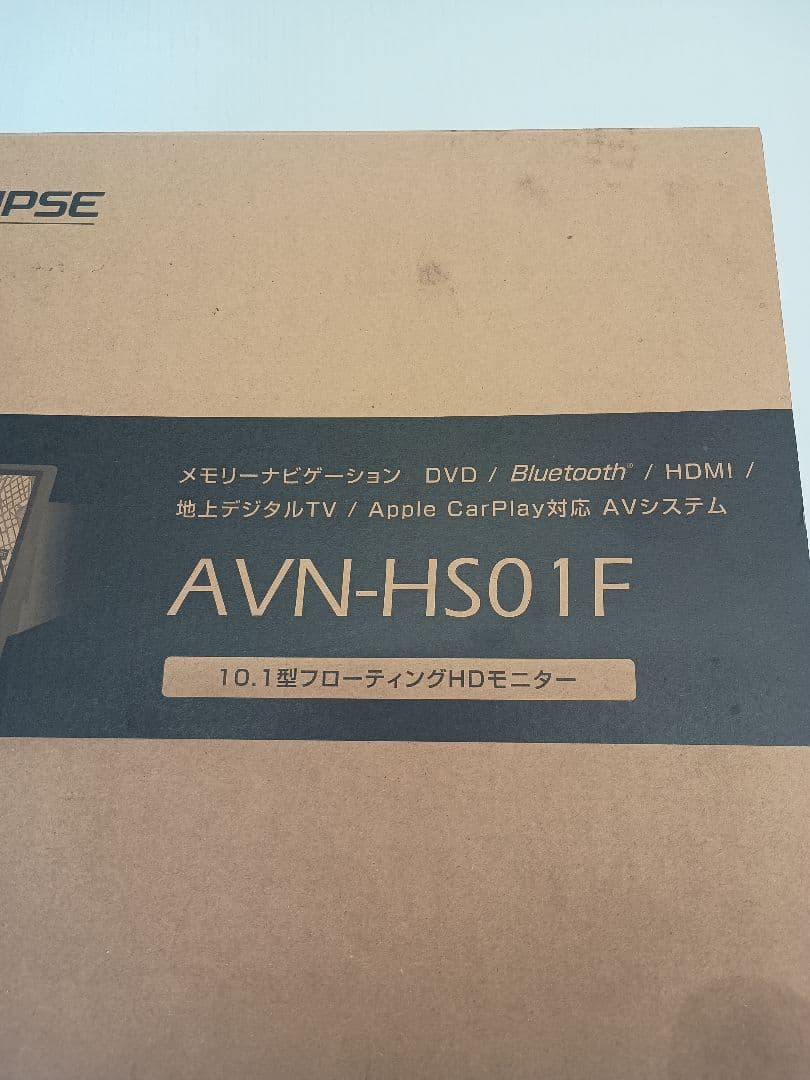 IPSE
メモリーナビゲーション DVD / Bluetooth® / HDMI /
地上デジタルTV / Apple CarPlay対応 AVシステム
AVN-HS01F
10.1型フローティングHDモニター